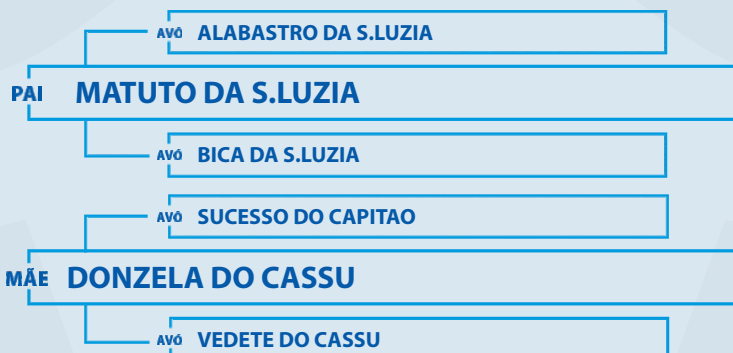 AVÔ ALABASTRO DA S.LUZIA
PAI MATUTO DA S.LUZIA
AVÓ BICA DA S.LUZIA
AVÔ SUCESSO DO CAPITAO
MÃE DONZELA DO CASSU
AVÓ VEDETE DO CASSU